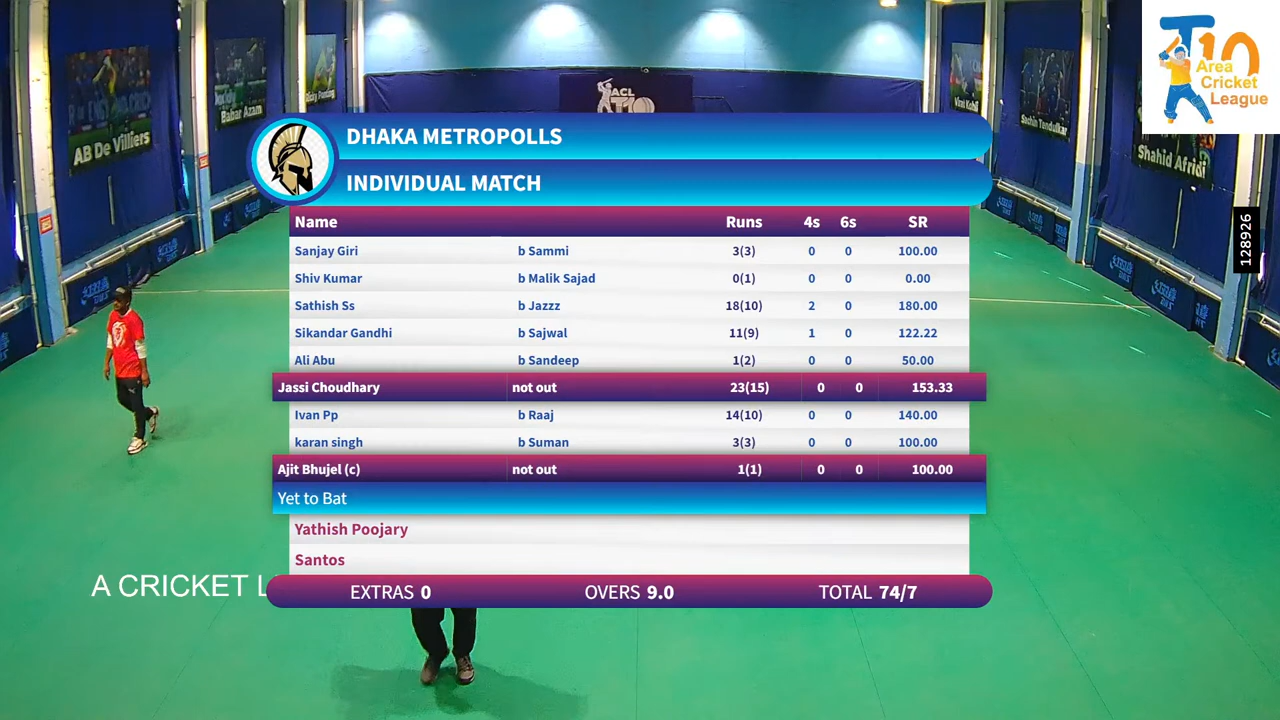 T10
Area
Cricket
League
AB De Villiers
Babar Azam
Ricky Ponting
ACL
T10
Virat Kohli
Sachin Tendulkar
Shahid Afridi
128926
DHAKA METROPOLLS
INDIVIDUAL MATCH
Name Runs 4s 6s SR
Sanjay Giri b Sammi 3(3) 0 0 100.00
Shiv Kumar b Malik Sajad 0(1) 0 0 0.00
Sathish Ss b Jazzz 18(10) 2 0 180.00
Sikandar Gandhi b Sajwal 11(9) 1 0 122.22
Ali Abu b Sandeep 1(2) 0 0 50.00
Jassi Choudhary not out 23(15) 0 0 153.33
Ivan Pp b Raaj 14(10) 0 0 140.00
karan singh b Suman 3(3) 0 0 100.00
Ajit Bhujel (c) not out 1(1) 0 0 100.00
Yet to Bat
Yathish Poojary
Santos
A CRICKET L
EXTRAS 0 OVERS 9.0 TOTAL 74/7